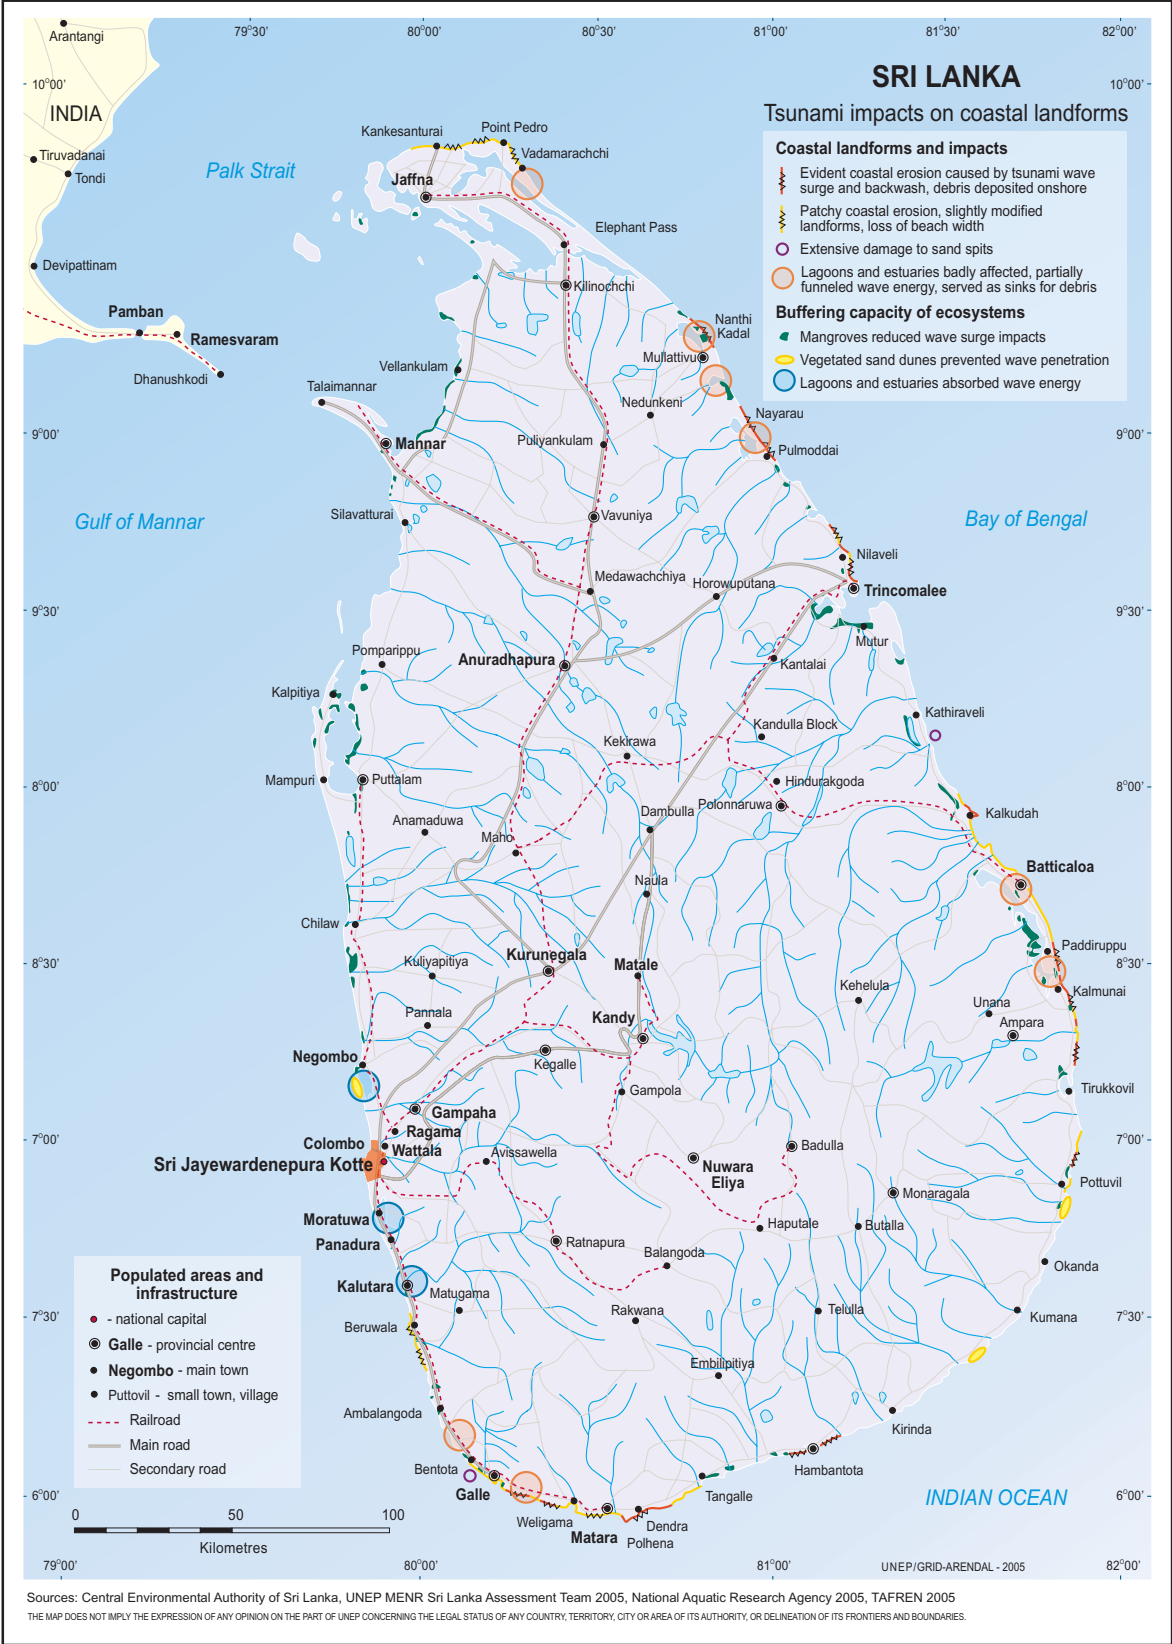 79°30'
80°00'
80°30'
81°00'
81°30'
82°00'
10°00'
10°00'
SRI LANKA
Tsunami impacts on coastal landforms
Coastal landforms and impacts
Evident coastal erosion caused by tsunami wave
surge and backwash, debris deposited onshore
Patchy coastal erosion, slightly modified
landforms, loss of beach width
Extensive damage to sand spits
Lagoons and estuaries badly affected, partially
funneled wave energy, served as sinks for debris
Buffering capacity of ecosystems
Mangroves reduced wave surge impacts
Vegetated sand dunes prevented wave penetration
Lagoons and estuaries absorbed wave energy
Arantangi
INDIA
Tiruvadanai
Tondi
Devipattinam
Pamban
Ramesvaram
Dhanushkodi
Palk Strait
Kankesanturai
Point Pedro
Vadamarachchi
Jaffna
Elephant Pass
Kilinochchi
Nanthi
Kadal
Mullattivu
Vellankulam
Talaimannar
Nedunkeni
Nayarau
9°00'
9°00'
Mannar
Puliyankulam
Pulmoddai
Gulf of Mannar
Silavatturai
Vavuniya
Bay of Bengal
Nilaveli
Medawachchiya
Horowuputana
Trincomalee
9°30'
9°30'
Mutur
Pomparippu
Anuradhapura
Kantalai
Kalpitiya
Kathiraveli
Kandulla Block
Kekirawa
Mampuri
Puttalam
Hindurakgoda
8°00'
8°00'
Polonnaruwa
Dambulla
Kalkudah
Anamaduwa
Maho
Batticaloa
Naula
Chilaw
Paddiruppu
Kurunegala
Matale
8°30'
8°30'
Kuliyapitiya
Kehelula
Kalmunai
Unana
Pannala
Kandy
Ampara
Negombo
Kegalle
Gampola
Tirukkovil
Gampaha
Ragama
7°00'
7°00'
Colombo
Wattala
Avissawella
Badulla
Sri Jayewardenepura Kotte
Nuwara
Eliya
Pottuvil
Monaragala
Moratuwa
Haputale
Butalla
Panadura
Ratnapura
Balangoda
Okanda
Kalutara
Matugama
Rakwana
Telulla
Kumana
7°30'
7°30'
Beruwala
Embilipitiya
Ambalangoda
Kirinda
Bentota
Hambantota
Galle
Tangalle
INDIAN OCEAN
6°00'
6°00'
Weligama
Matara
Dendra
Polhena
Populated areas and
infrastructure
- national capital
Galle - provincial centre
Negombo - main town
Puttovil - small town, village
Railroad
Main road
Secondary road
0 50 100
Kilometres
79°00'
80°00'
81°00'
82°00'
UNEP/GRID-ARENDAL - 2005
Sources: Central Environmental Authority of Sri Lanka, UNEP MENR Sri Lanka Assessment Team 2005, National Aquatic Research Agency 2005, TAFREN 2005
THE MAP DOES NOT IMPLY THE EXPRESSION OF ANY OPINION ON THE PART OF UNEP CONCERNING THE LEGAL STATUS OF ANY COUNTRY, TERRITORY, CITY OR AREA OF ITS AUTHORITY, OR DELINEATION OF ITS FRONTIERS AND BOUNDARIES.